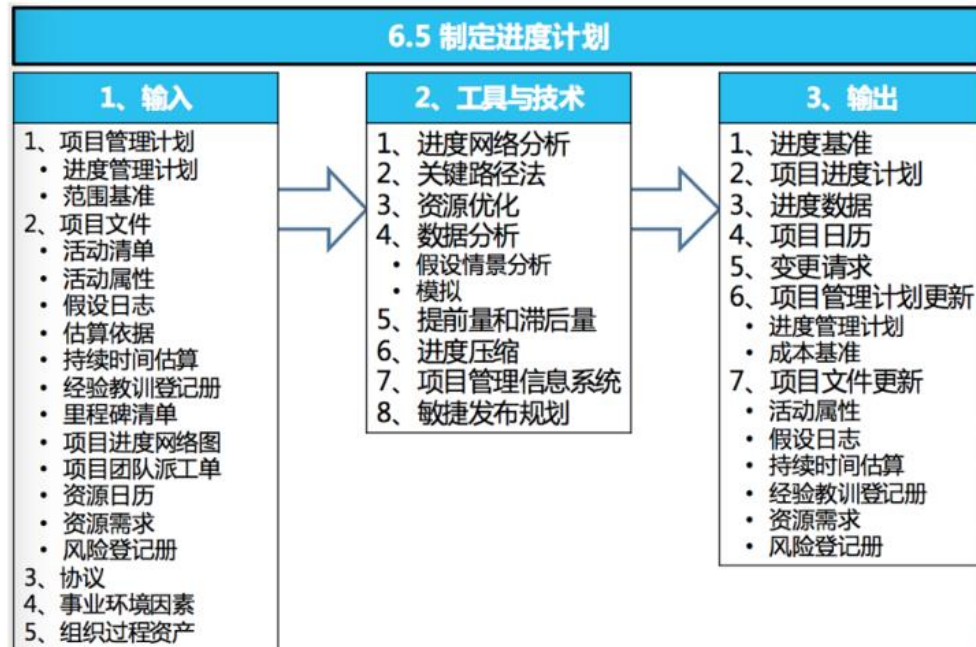 6.5 制定进度计划
1、输入
1、项目管理计划
• 进度管理计划
• 范围基准
2、项目文件
• 活动清单
• 活动属性
• 假设日志
• 估算依据
• 持续时间估算
• 经验教训登记册
• 里程碑清单
• 项目进度网络图
• 项目团队派工单
• 资源日历
• 资源需求
• 风险登记册
3、协议
4、事业环境因素
5、组织过程资产
2、工具与技术
1、进度网络分析
2、关键路径法
3、资源优化
4、数据分析
• 假设情景分析
• 模拟
5、提前量和滞后量
6、进度压缩
7、项目管理信息系统
8、敏捷发布规划
3、输出
1、进度基准
2、项目进度计划
3、进度数据
4、项目日历
5、变更请求
6、项目管理计划更新
• 进度管理计划
• 成本基准
7、项目文件更新
• 活动属性
• 假设日志
• 持续时间估算
• 经验教训登记册
• 资源需求
• 风险登记册